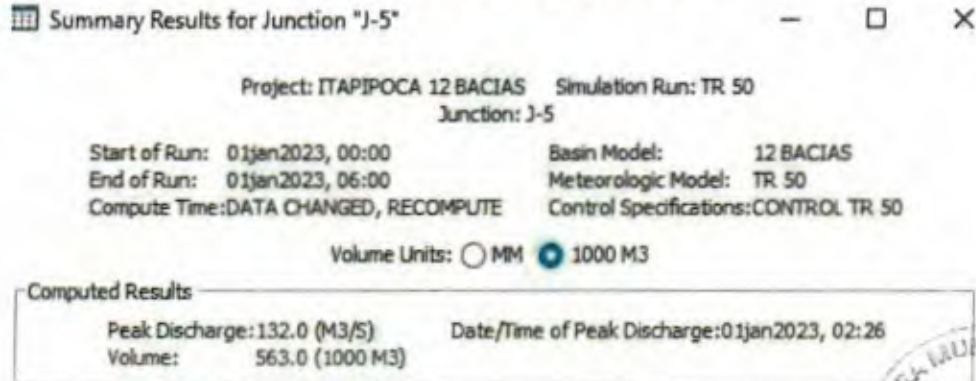 Summary Results for Junction "J-5"
Project: ITAPIPOCA 12 BACIAS Simulation Run: TR 50
Junction: J-5
Start of Run: 01jan2023, 00:00 Basin Model: 12 BACIAS
End of Run: 01jan2023, 06:00 Meteorologic Model: TR 50
Compute Time:DATA CHANGED, RECOMPUTE Control Specifications:CONTROL TR 50
Volume Units: MM 1000 M3
Computed Results
Peak Discharge:132.0 (M3/S) Date/Time of Peak Discharge:01jan2023, 02:26
Volume: 563.0 (1000 M3)